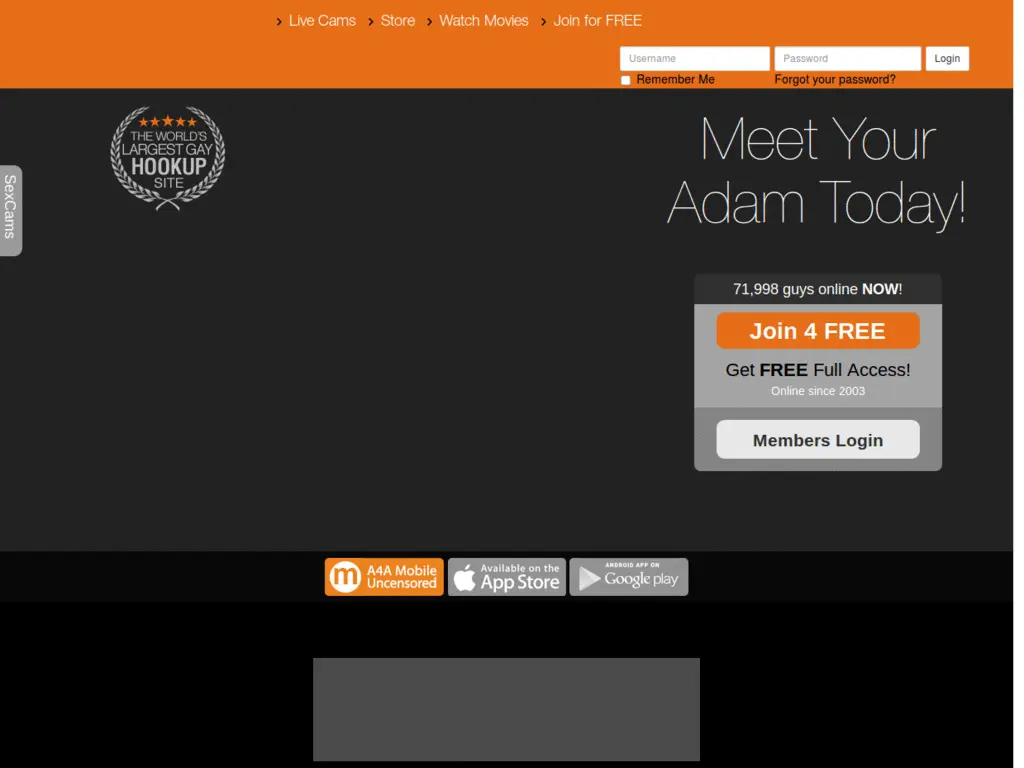 Live Cams Store Watch Movies Join for FREE
Username Password Login
Remember Me Forgot your password?
THE WORLD'S
LARGEST GAY
HOOKUP
SITE
SexCams
Meet Your
Adam Today!
71,998 guys online NOW!
Join 4 FREE
Get FREE Full Access!
Online since 2003
Members Login
m A4A Mobile
Uncensored
Available on the
App Store
ANDROID APP ON
Google play